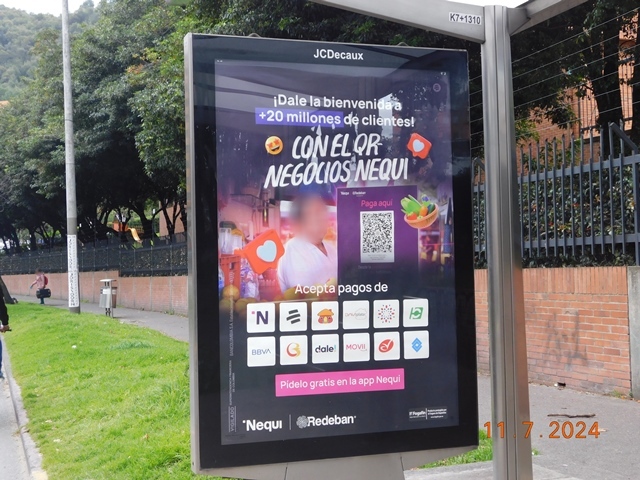 K7+1310
JCDecaux
¡Dale la bienvenida a
+20 millones de clientes!
CON EL QR
NEGOCIOS NEQUI
Paga aquí
Acepta pagos de
N
BBVA
dale!
MOVII
Pídelo gratis en la app Nequi
Nequi
Redeban
11 7 2024